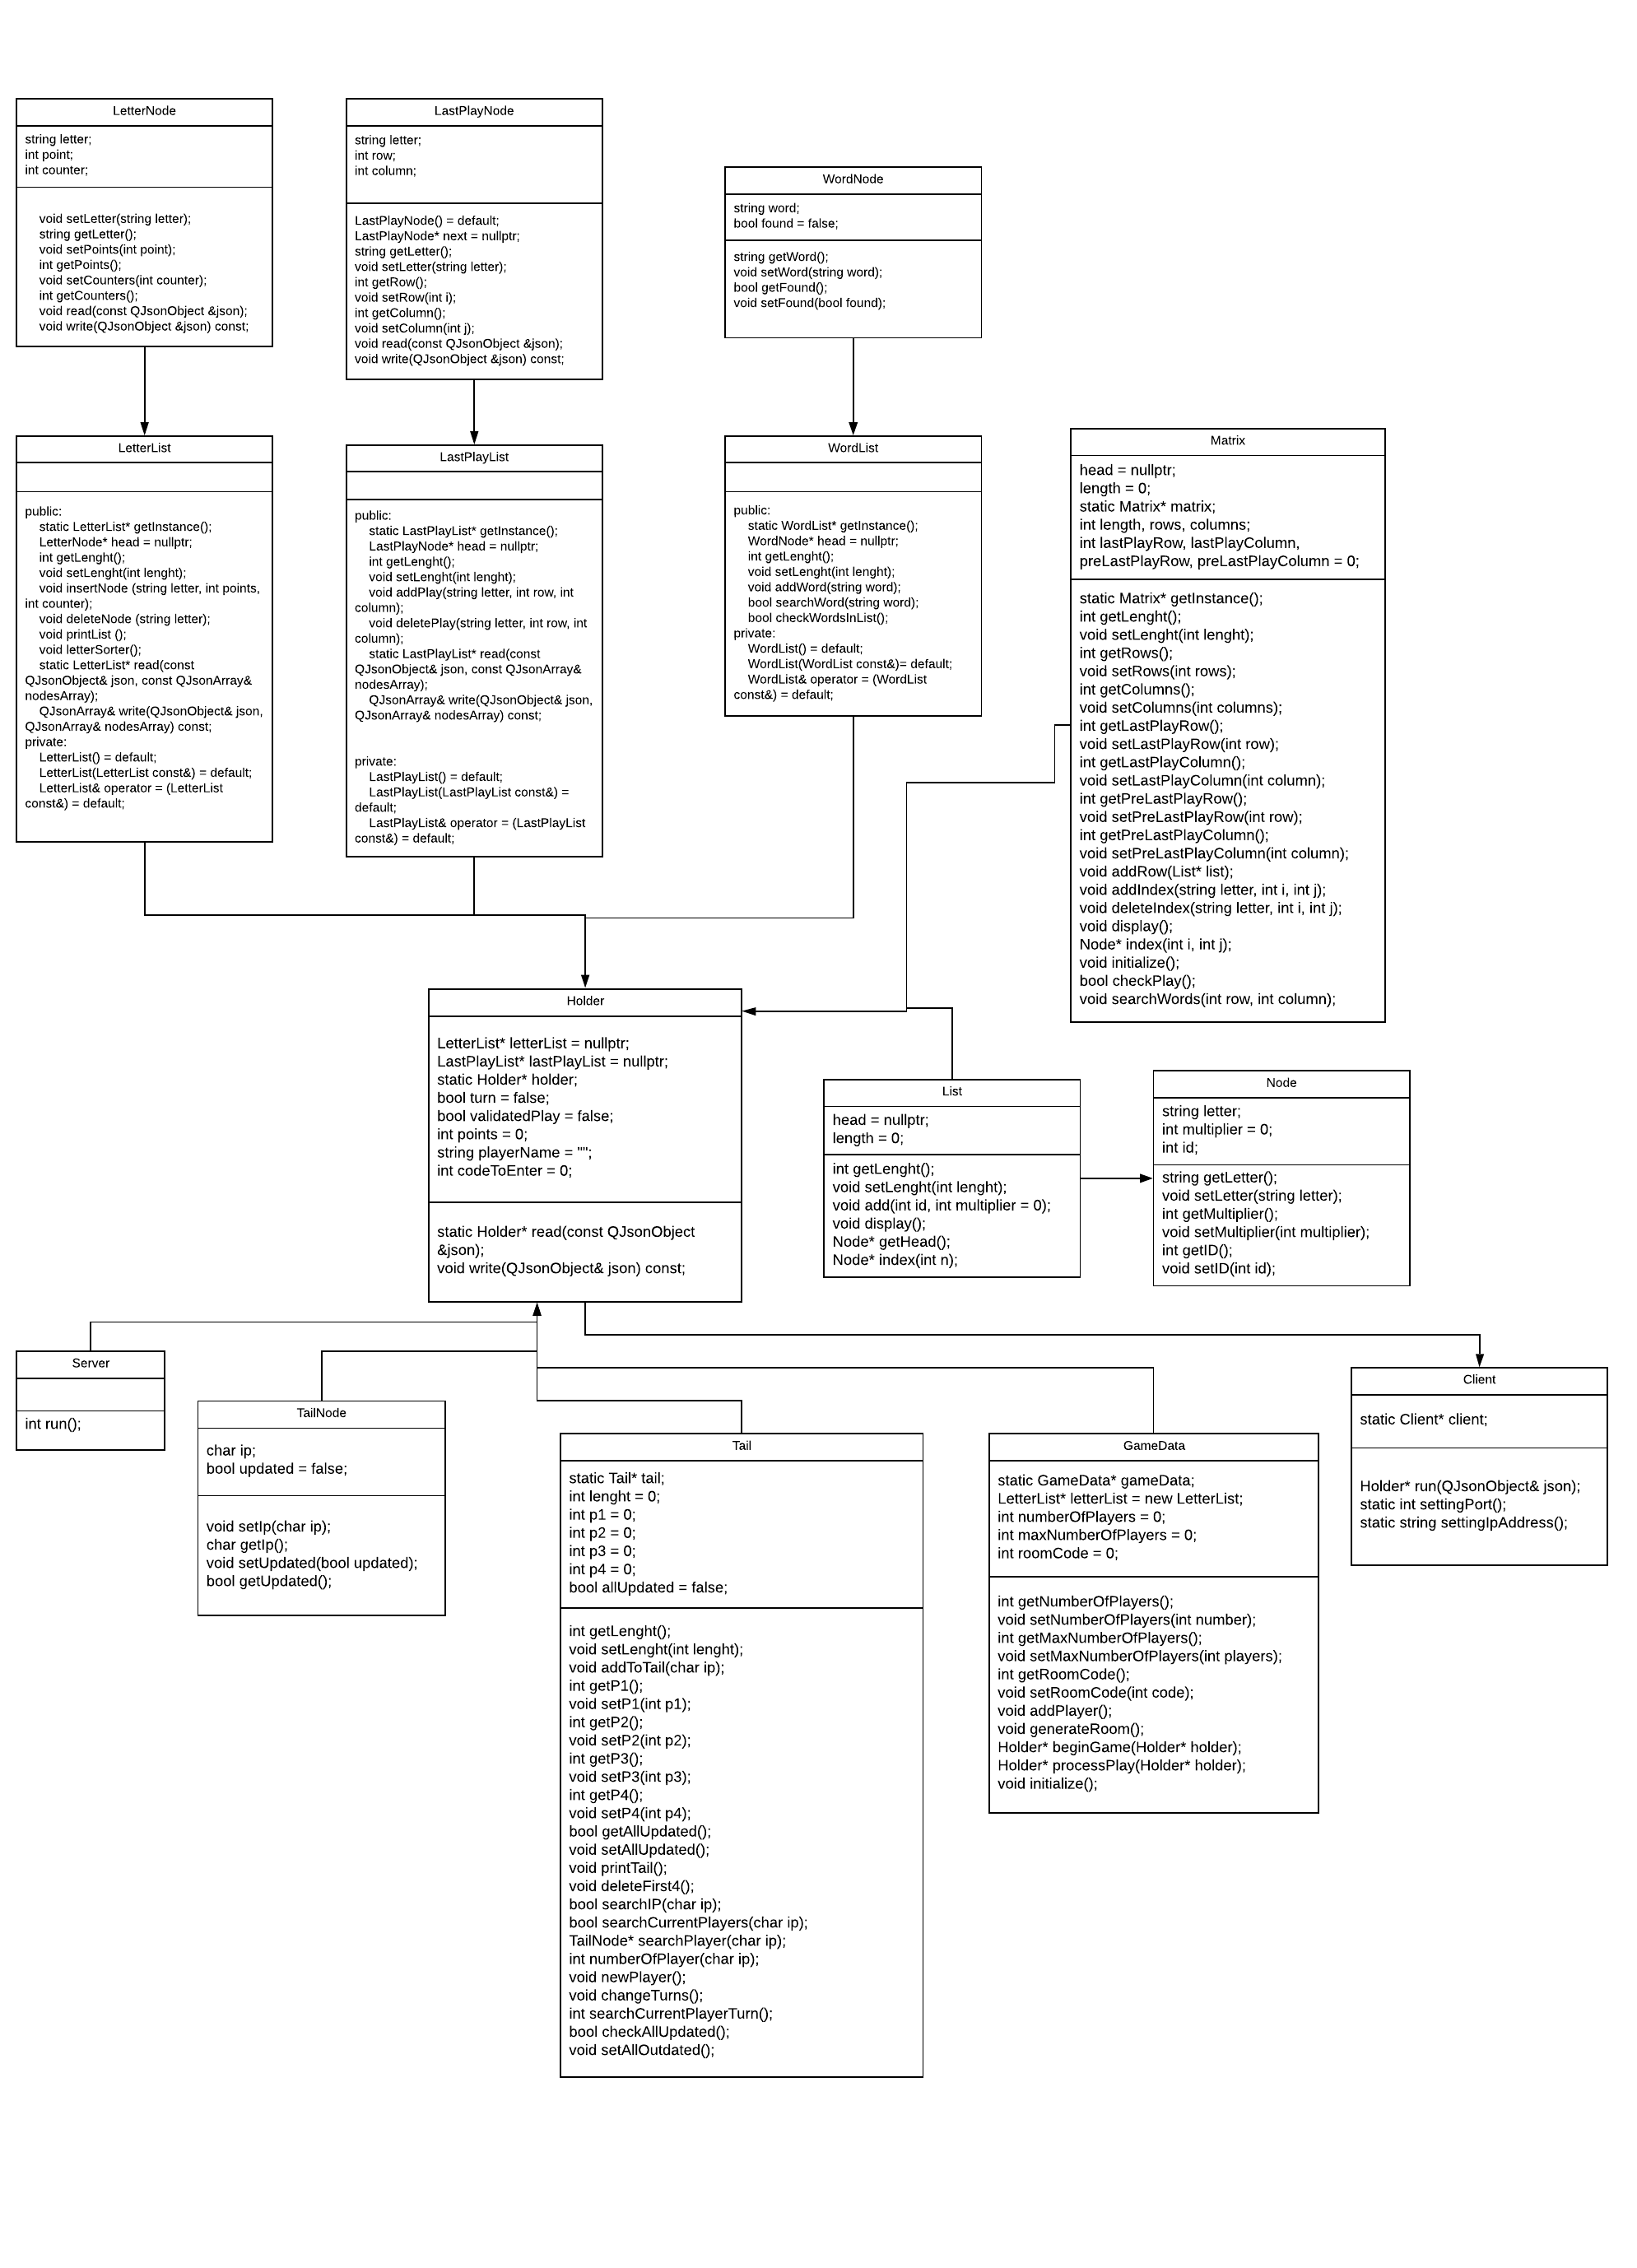 LetterNode
string letter;
int point;
int counter;
void setLetter(string letter);
string getLetter();
void setPoints(int point);
int getPoints();
void setCounters(int counter);
int getCounters();
void read(const QJsonObject &json);
void write(QJsonObject &json) const;
LastPlayNode
string letter;
int row;
int column;
LastPlayNode() = default;
LastPlayNode* next = nullptr;
string getLetter();
void setLetter(string letter);
int getRow();
void setRow(int i);
int getColumn();
void setColumn(int j);
void read(const QJsonObject &json);
void write(QJsonObject &json) const;
WordNode
string word;
bool found = false;
string getWord();
void setWord(string word);
bool getFound();
void setFound(bool found);
LetterList
public:
static LetterList* getInstance();
LetterNode* head = nullptr;
int getLenght();
void setLenght(int lenght);
void insertNode (string letter, int points,
int counter);
void deleteNode (string letter);
void printList ();
void letterSorter();
static LetterList* read(const
QJsonObject& json, const QJsonArray&
nodesArray);
QJsonArray& write(QJsonObject& json,
QJsonArray& nodesArray) const;
private:
LetterList() = default;
LetterList(LetterList const&) = default;
LetterList& operator = (LetterList
const&) = default;
LastPlayList
public:
static LastPlayList* getInstance();
LastPlayNode* head = nullptr;
int getLenght();
void setLenght(int lenght);
void addPlay(string letter, int row, int
column);
void deletePlay(string letter, int row, int
column);
static LastPlayList* read(const
QJsonObject& json, const QJsonArray&
nodesArray);
QJsonArray& write(QJsonObject& json,
QJsonArray& nodesArray) const;
private:
LastPlayList() = default;
LastPlayList(LastPlayList const&) =
default;
LastPlayList& operator = (LastPlayList
const&) = default;
WordList
public:
static WordList* getInstance();
WordNode* head = nullptr;
int getLenght();
void setLenght(int lenght);
void addWord(string word);
bool searchWord(string word);
bool checkWordsInList();
private:
WordList() = default;
WordList(WordList const&)= default;
WordList& operator = (WordList
const&) = default;
Matrix
head = nullptr;
length = 0;
static Matrix* matrix;
int length, rows, columns;
int lastPlayRow, lastPlayColumn,
preLastPlayRow, preLastPlayColumn = 0;
static Matrix* getInstance();
int getLenght();
void setLenght(int lenght);
int getRows();
void setRows(int rows);
int getColumns();
void setColumns(int columns);
int getLastPlayRow();
void setLastPlayRow(int row);
int getLastPlayColumn();
void setLastPlayColumn(int column);
int getPreLastPlayRow();
void setPreLastPlayRow(int row);
int getPreLastPlayColumn();
void setPreLastPlayColumn(int column);
void addRow(List* list);
void addIndex(string letter, int i, int j);
void deleteIndex(string letter, int i, int j);
void display();
Node* index(int i, int j);
void initialize();
bool checkPlay();
void searchWords(int row, int column);
Holder
LetterList* letterList = nullptr;
LastPlayList* lastPlayList = nullptr;
static Holder* holder;
bool turn = false;
bool validatedPlay = false;
int points = 0;
string playerName = "";
int codeToEnter = 0;
static Holder* read(const QJsonObject
&json);
void write(QJsonObject& json) const;
List
head = nullptr;
length = 0;
int getLenght();
void setLenght(int lenght);
void add(int id, int multiplier = 0);
void display();
Node* getHead();
Node* index(int n);
Node
string letter;
int multiplier = 0;
int id;
string getLetter();
void setLetter(string letter);
int getMultiplier();
void setMultiplier(int multiplier);
int getID();
void setID(int id);
Server
int run();
TailNode
char ip;
bool updated = false;
void setIp(char ip);
char getIp();
void setUpdated(bool updated);
bool getUpdated();
Tail
static Tail* tail;
int lenght = 0;
int p1 = 0;
int p2 = 0;
int p3 = 0;
int p4 = 0;
bool allUpdated = false;
int getLenght();
void setLenght(int lenght);
void addToTail(char ip);
int getP1();
void setP1(int p1);
int getP2();
void setP2(int p2);
int getP3();
void setP3(int p3);
int getP4();
void setP4(int p4);
bool getAllUpdated();
void setAllUpdated();
void printTail();
void deleteFirst4();
bool searchIP(char ip);
bool searchCurrentPlayers(char ip);
TailNode* searchPlayer(char ip);
int numberOfPlayer(char ip);
void newPlayer();
void changeTurns();
int searchCurrentPlayerTurn();
bool checkAllUpdated();
void setAllOutdated();
GameData
static GameData* gameData;
LetterList* letterList = new LetterList;
int numberOfPlayers = 0;
int maxNumberOfPlayers = 0;
int roomCode = 0;
int getNumberOfPlayers();
void setNumberOfPlayers(int number);
int getMaxNumberOfPlayers();
void setMaxNumberOfPlayers(int players);
int getRoomCode();
void setRoomCode(int code);
void addPlayer();
void generateRoom();
Holder* beginGame(Holder* holder);
Holder* processPlay(Holder* holder);
void initialize();
Client
static Client* client;
Holder* run(QJsonObject& json);
static int settingPort();
static string settingIpAddress();